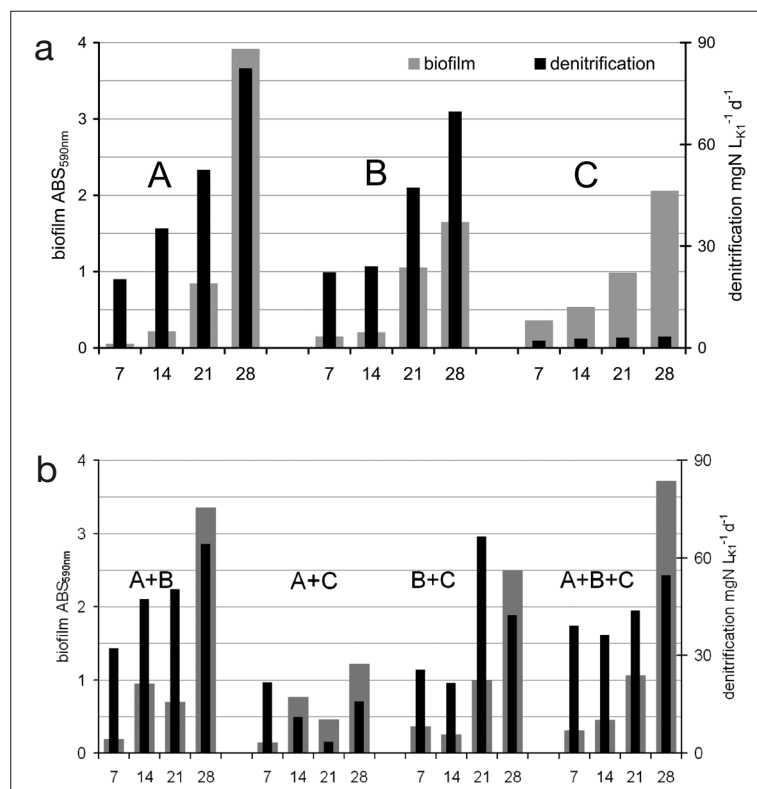 a
biofilm denitrification
A B C
4
3
2
1
0
90
60
30
0
biofilm ABS590nm
denitrification mgN LK1-1 d-1
7 14 21 28 7 14 21 28 7 14 21 28
b
A+B A+C B+C A+B+C
4
3
2
1
0
90
60
30
0
biofilm ABS590nm
denitrification mgN LK1-1 d-1
7 14 21 28 7 14 21 28 7 14 21 28 7 14 21 28